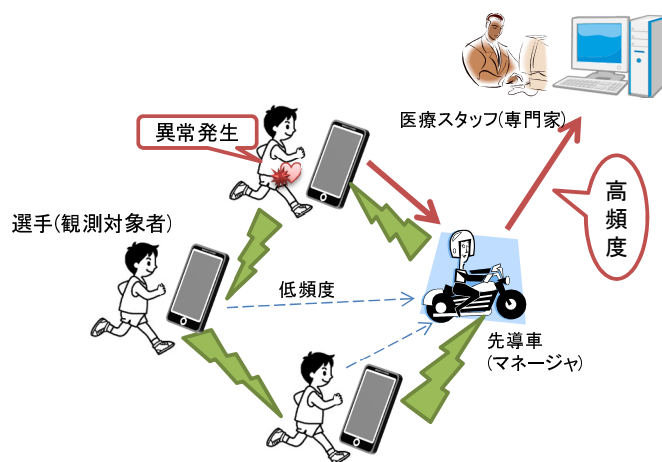 医療スタッフ(専門家)
異常発生
高
頻
度
選手(観測対象者)
低頻度
先導車
(マネージャ)